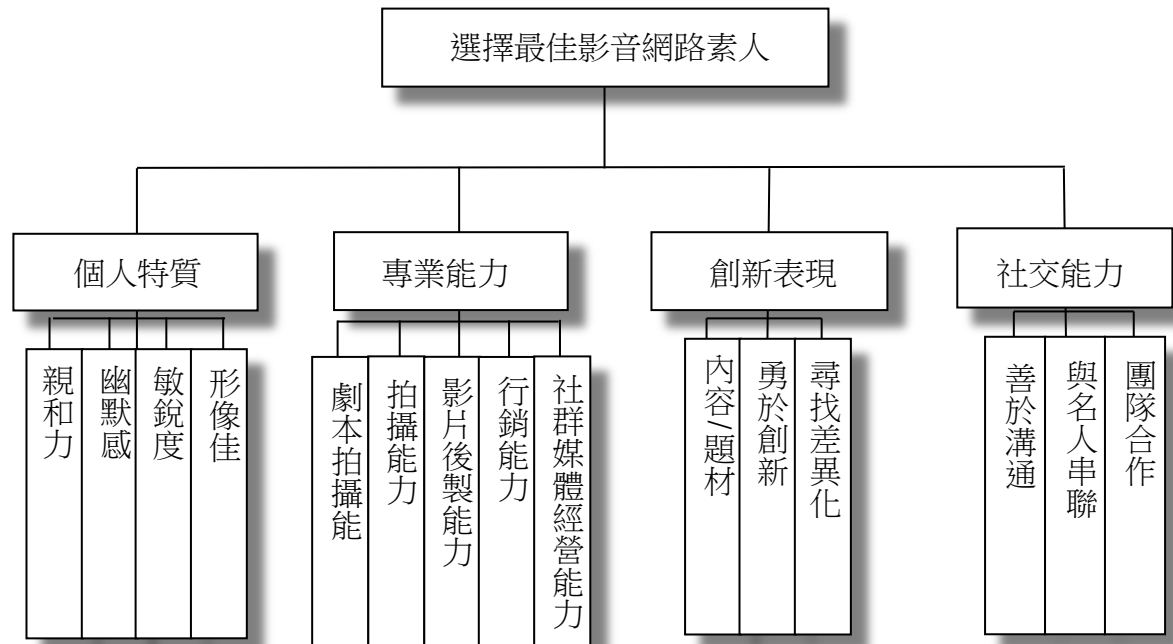 選擇最佳影音網路素人
個人特質
專業能力
創新表現
社交能力
親和力
幽默感
敏銳度
形像佳
劇本拍攝能
拍攝能力
影片後製能力
行銷能力
社群媒體經營能力
內容/題材
勇於創新
尋找差異化
善於溝通
與名人串聯
團隊合作